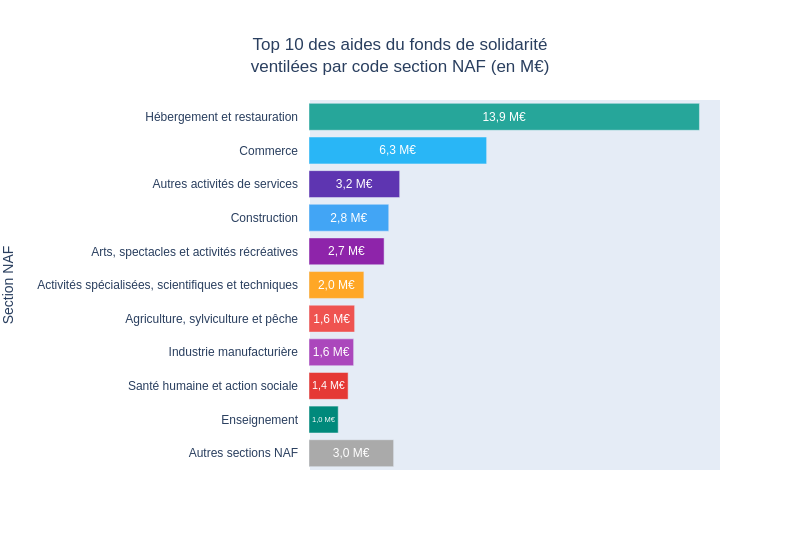 Top 10 des aides du fonds de solidarité
ventilées par code section NAF (en M€)
Section NAF
Hébergement et restauration 13,9 M€
Commerce 6,3 M€
Autres activités de services 3,2 M€
Construction 2,8 M€
Arts, spectacles et activités récréatives 2,7 M€
Activités spécialisées, scientifiques et techniques 2,0 M€
Agriculture, sylviculture et pêche 1,6 M€
Industrie manufacturière 1,6 M€
Santé humaine et action sociale 1,4 M€
Enseignement 1,0 M€
Autres sections NAF 3,0 M€